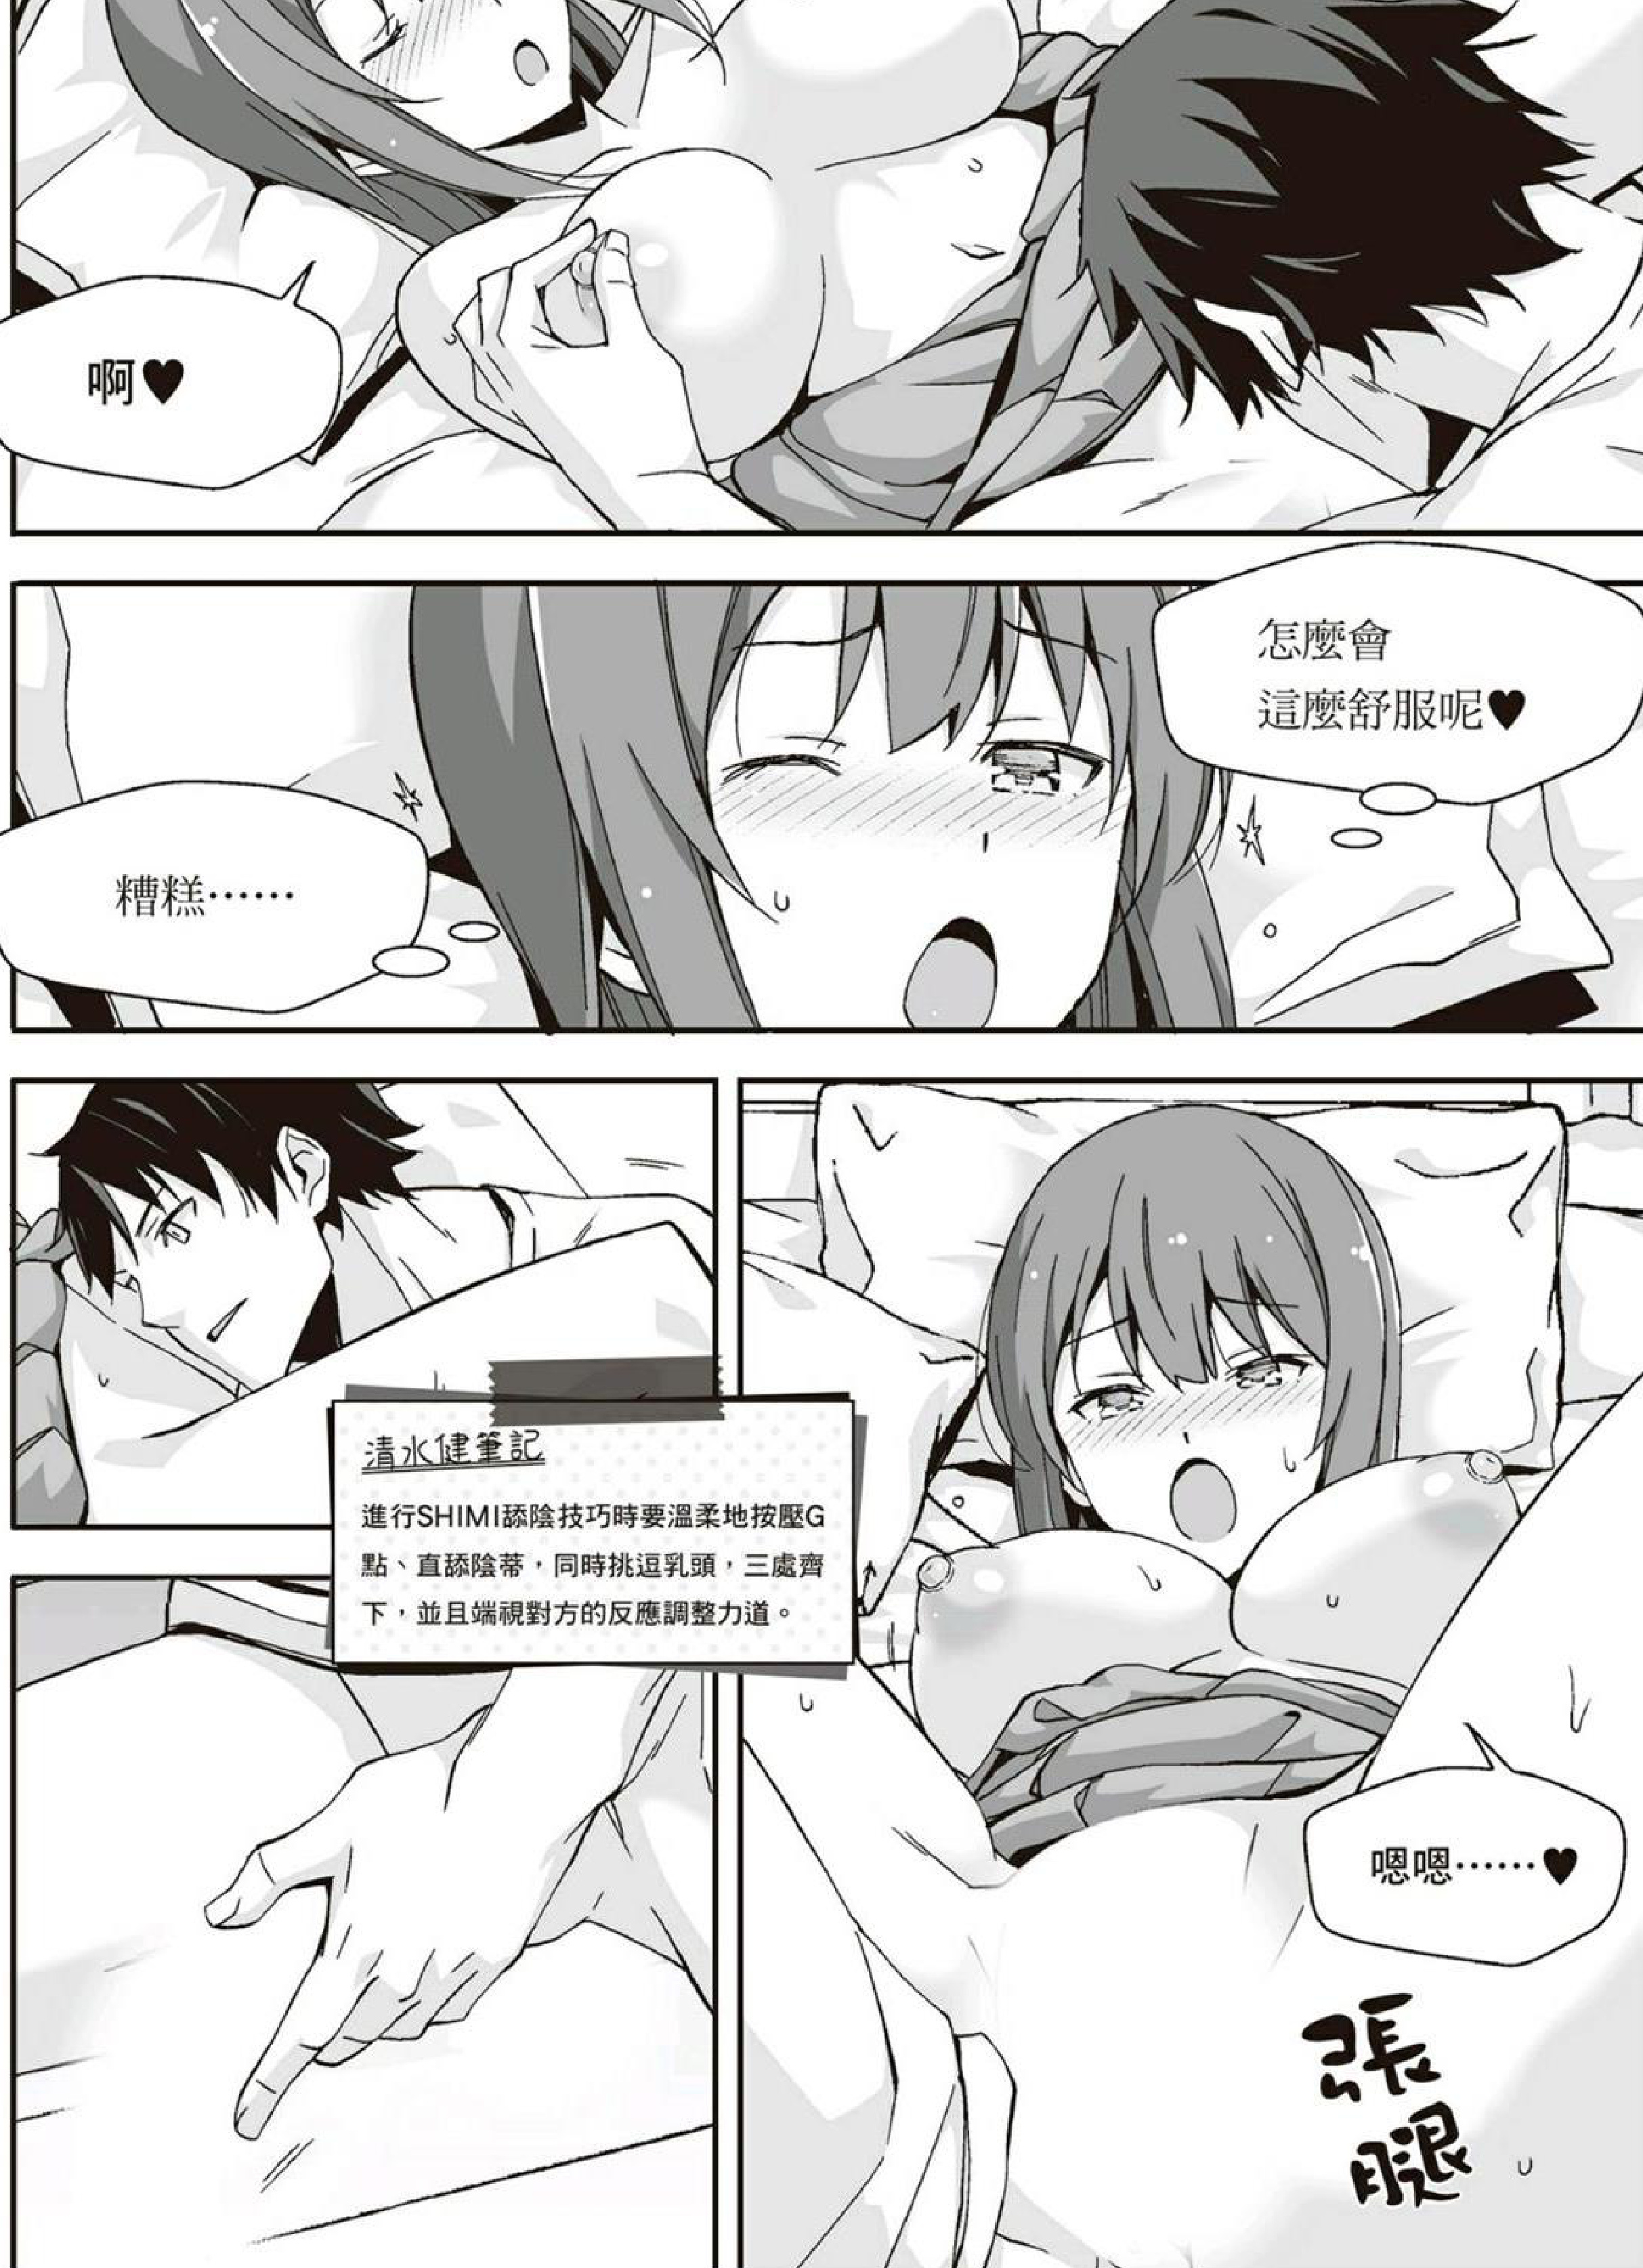 啊♥
怎麼會
這麼舒服呢♥
糟糕⋯⋯
清水健筆記
進行SHIMI舔陰技巧時要溫柔地按壓G
點、直舔陰蒂，同時挑逗乳頭，三處齊
下，並且端視對方的反應調整力道。
嗯嗯⋯⋯♥
張
腿